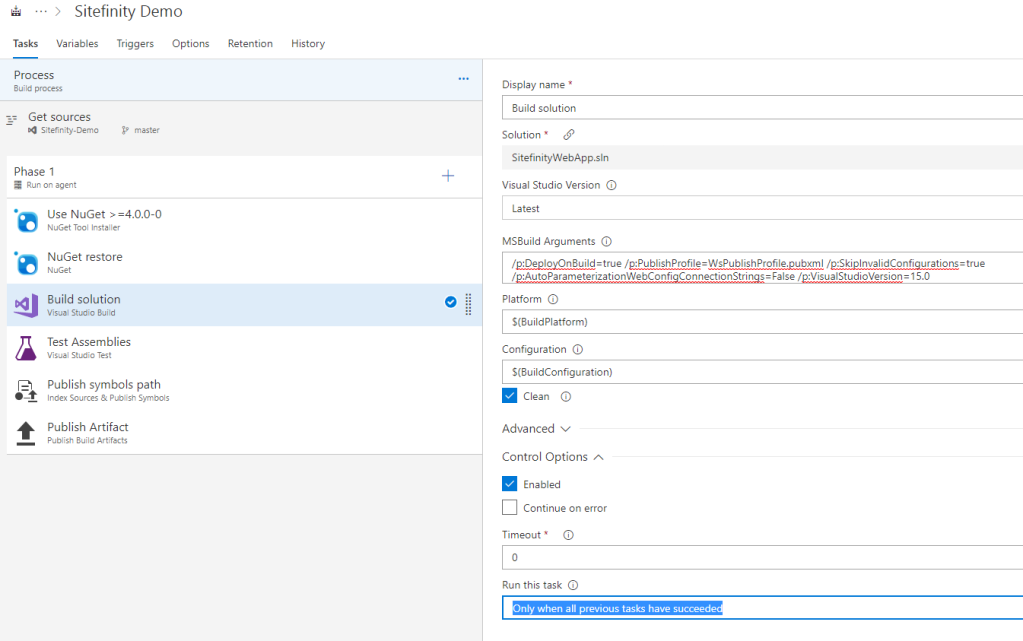 ··· > Sitefinity Demo
Tasks Variables Triggers Options Retention History
Process
Build process
Get sources
Sitefinity-Demo master
Phase 1
Run on agent
Use NuGet >=4.0.0-0
NuGet Tool Installer
NuGet restore
NuGet
Build solution
Visual Studio Build
Test Assemblies
Visual Studio Test
Publish symbols path
Index Sources & Publish Symbols
Publish Artifact
Publish Build Artifacts
Display name *
Build solution
Solution *
SitefinityWebApp.sln
Visual Studio Version
Latest
MSBuild Arguments
/p:DeployOnBuild=true /p:PublishProfile=WsPublishProfile.pubxml /p:SkipInvalidConfigurations=true
/p:AutoParameterizationWebConfigConnectionStrings=False /p:VisualStudioVersion=15.0
Platform
$(BuildPlatform)
Configuration
$(BuildConfiguration)
Clean
Advanced
Control Options
Enabled
Continue on error
Timeout *
0
Run this task
Only when all previous tasks have succeeded